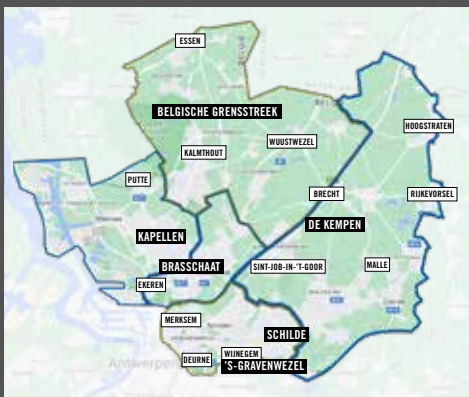 ESSEN
BELGISCHE GRENSSTREEK
HOOGSTRATEN
WUUSTWEZEL
KALMTHOUT
PUTTE
BRECHT
RIJKEVORSEL
DE KEMPEN
KAPELLEN
BRASSCHAAT
SINT-JOB-IN-'T-GOOR
MALLE
EKEREN
MERKSEM
SCHILDE
WIJNEGEM
DEURNE
'S-GRAVENWEZEL
Antwerpen